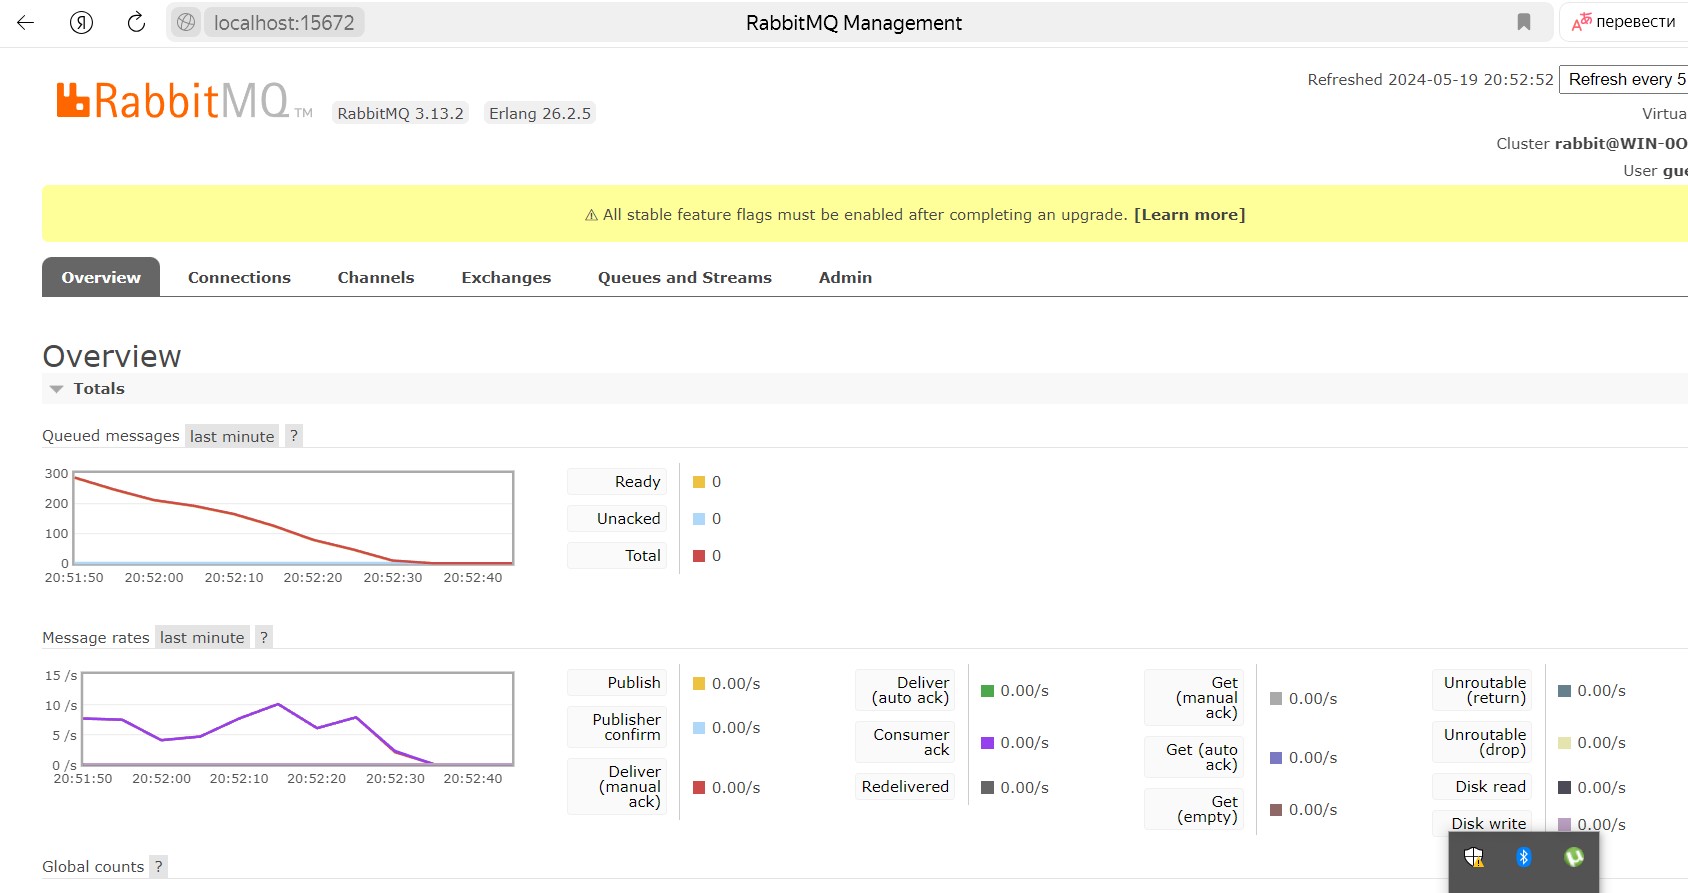 localhost:15672
RabbitMQ Management
перевести
Refreshed 2024-05-19 20:52:52 Refresh every 5
RabbitMQ TM RabbitMQ 3.13.2 Erlang 26.2.5
Cluster rabbit@WIN-0O
User
⚠ All stable feature flags must be enabled after completing an upgrade. [Learn more]
Overview Connections Channels Exchanges Queues and Streams Admin
Overview
Totals
Queued messages last minute ?
300
200
100
0
20:51:50 20:52:00 20:52:10 20:52:20 20:52:30 20:52:40
Ready 0
Unacked 0
Total 0
Message rates last minute ?
15 /s
10 /s
5 /s
0 /s
20:51:50 20:52:00 20:52:10 20:52:20 20:52:30 20:52:40
Publish 0.00/s
Publisher
confirm 0.00/s
Deliver
(manual
ack) 0.00/s
Deliver
(auto ack) 0.00/s
Consumer
ack 0.00/s
Redelivered 0.00/s
Get
(manual
ack) 0.00/s
Get (auto
ack) 0.00/s
Get
(empty) 0.00/s
Unroutable
(return) 0.00/s
Unroutable
(drop) 0.00/s
Disk read 0.00/s
Disk write 0.00/s
Global counts ?